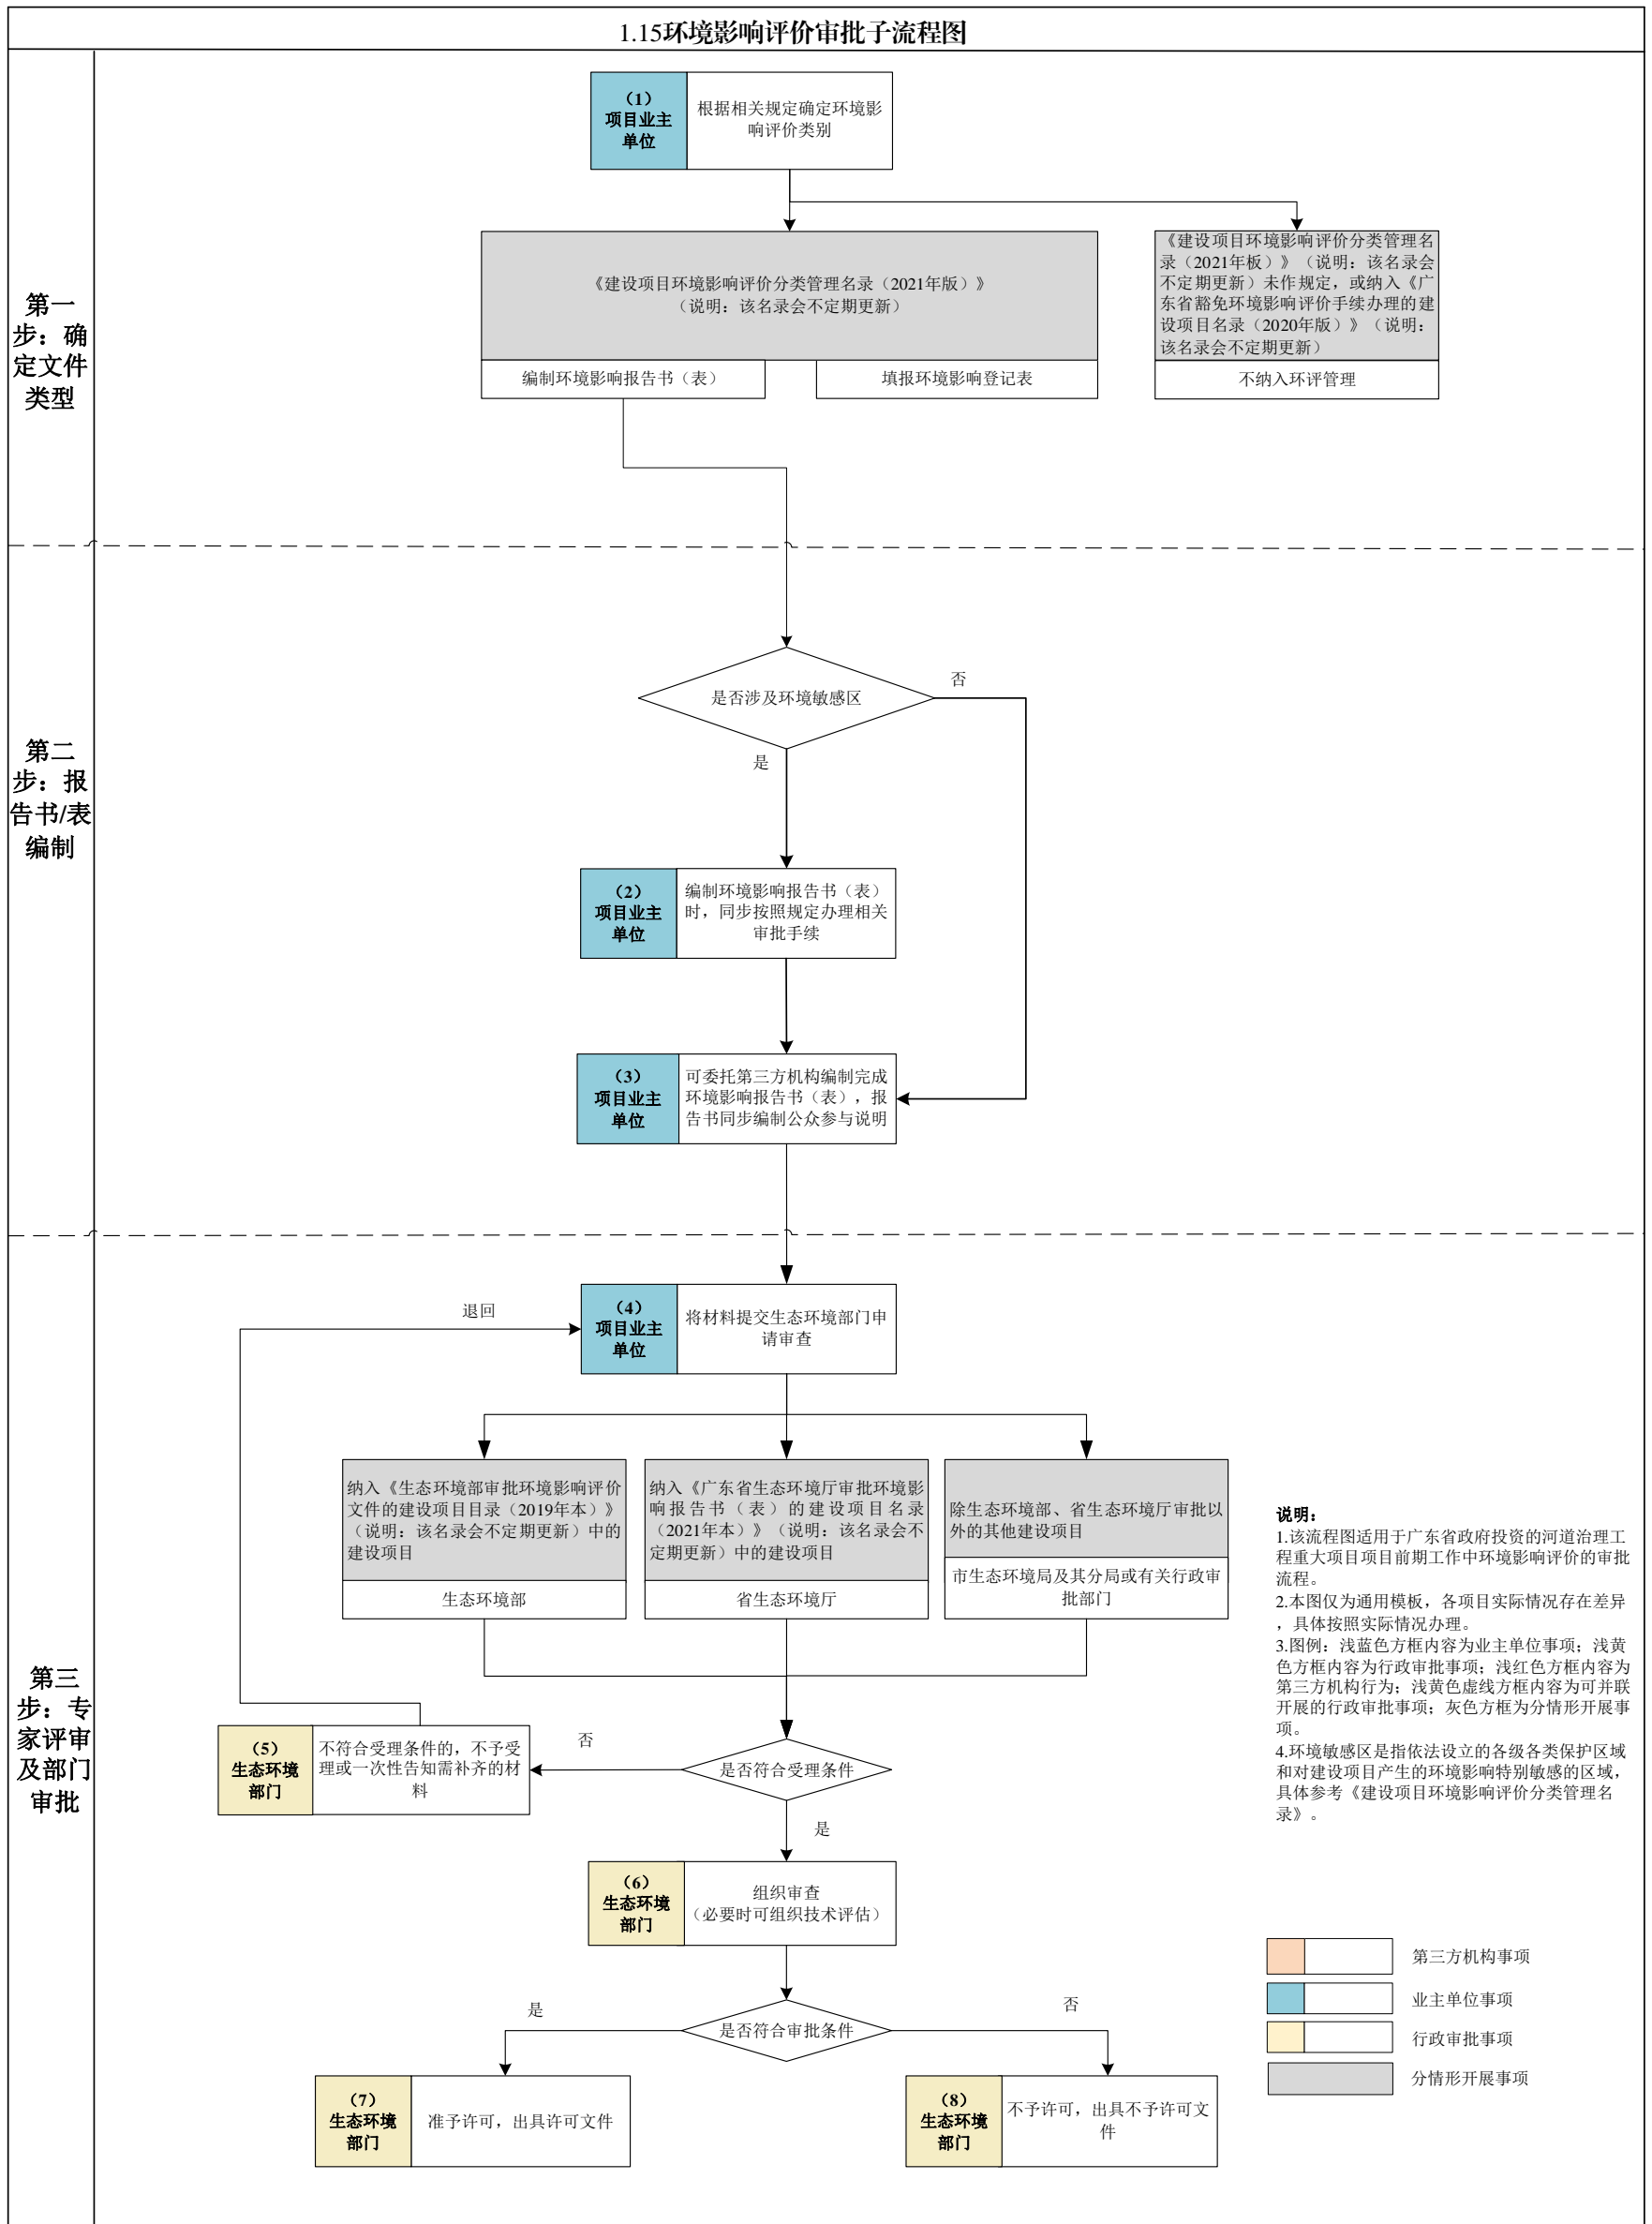 1.15环境影响评价审批子流程图
第一
步：确
定文件
类型
（1）
项目业主
单位
根据相关规定确定环境影
响评价类别
《建设项目环境影响评价分类管理名录（2021年版）》
（说明：该名录会不定期更新）
编制环境影响报告书（表）
填报环境影响登记表
《建设项目环境影响评价分类管理名
录（2021年板）》（说明：该名录会
不定期更新）未作规定，或纳入《广
东省豁免环境影响评价手续办理的建
设项目名录（2020年版）》（说明：
该名录会不定期更新）
不纳入环评管理
第二
步：报
告书/表
编制
是否涉及环境敏感区
否
是
（2）
项目业主
单位
编制环境影响报告书（表）
时，同步按照规定办理相关
审批手续
（3）
项目业主
单位
可委托第三方机构编制完成
环境影响报告书（表），报
告书同步编制公众参与说明
第三
步：专
家评审
及部门
审批
退回
（4）
项目业主
单位
将材料提交生态环境部门申
请审查
纳入《生态环境部审批环境影响评价
文件的建设项目目录（2019年本）》
（说明：该名录会不定期更新）中的
建设项目
生态环境部
纳入《广东省生态环境厅审批环境影
响报告书（表）的建设项目名录
（2021年本）》（说明：该名录会不
定期更新）中的建设项目
省生态环境厅
除生态环境部、省生态环境厅审批以
外的其他建设项目
市生态环境局及其分局或有关行政审
批部门
（5）
生态环境
部门
不符合受理条件的，不予受
理或一次性告知需补齐的材
料
否
是否符合受理条件
是
（6）
生态环境
部门
组织审查
（必要时可组织技术评估）
是
是否符合审批条件
否
（7）
生态环境
部门
准予许可，出具许可文件
（8）
生态环境
部门
不予许可，出具不予许可文
件
说明：
1.该流程图适用于广东省政府投资的河道治理工
程重大项目项目前期工作中环境影响评价的审批
流程。
2.本图仅为通用模板，各项目实际情况存在差异
，具体按照实际情况办理。
3.图例：浅蓝色方框内容为业主单位事项；浅黄
色方框内容为行政审批事项；浅红色方框内容为
第三方机构行为；浅黄色虚线方框内容为可并联
开展的行政审批事项；灰色方框为分情形开展事
项。
4.环境敏感区是指依法设立的各级各类保护区域
和对建设项目产生的环境影响特别敏感的区域，
具体参考《建设项目环境影响评价分类管理名
录》。
第三方机构事项
业主单位事项
行政审批事项
分情形开展事项